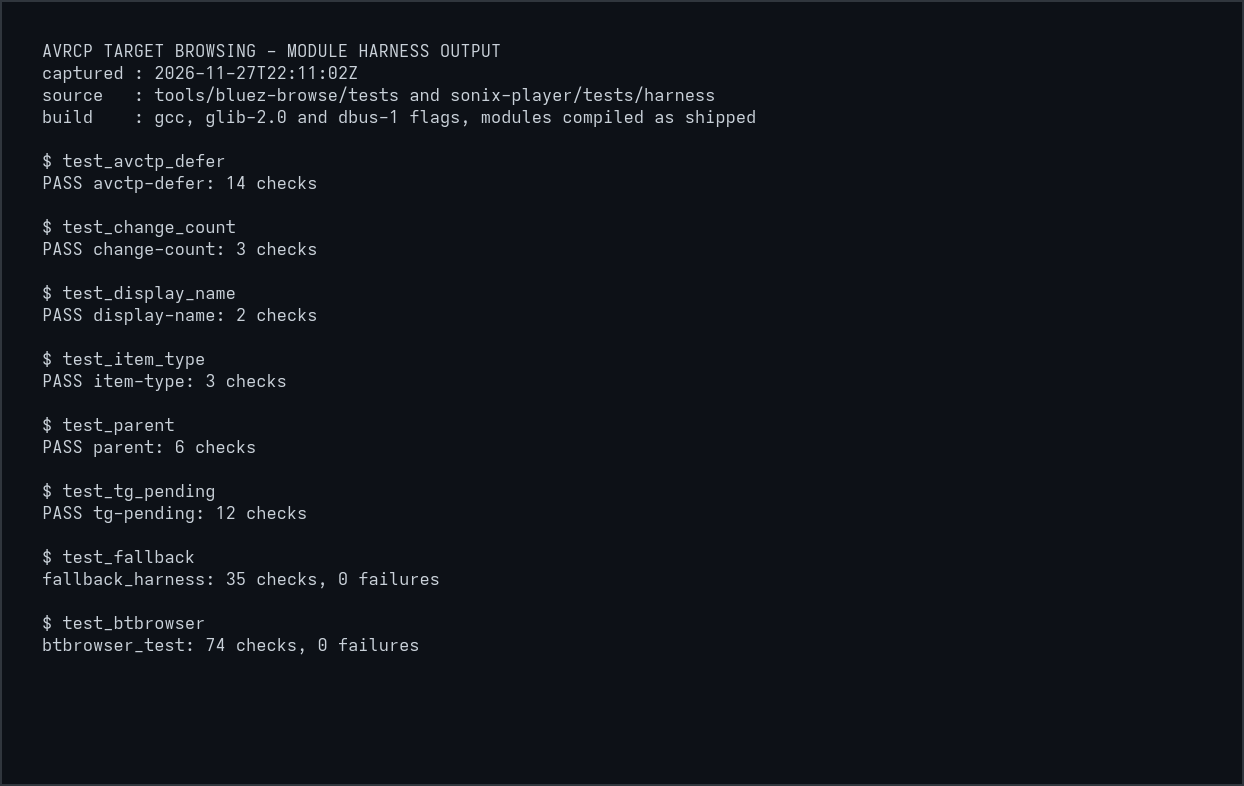 AVRCP TARGET BROWSING - MODULE HARNESS OUTPUT
captured : 2026-11-27T22:11:02Z
source   : tools/bluez-browse/tests and sonix-player/tests/harness
build    : gcc, glib-2.0 and dbus-1 flags, modules compiled as shipped
$ test_avctp_defer
PASS avctp-defer: 14 checks
$ test_change_count
PASS change-count: 3 checks
$ test_display_name
PASS display-name: 2 checks
$ test_item_type
PASS item-type: 3 checks
$ test_parent
PASS parent: 6 checks
$ test_tg_pending
PASS tg-pending: 12 checks
$ test_fallback
fallback_harness: 35 checks, 0 failures
$ test_btbrowser
btbrowser_test: 74 checks, 0 failures